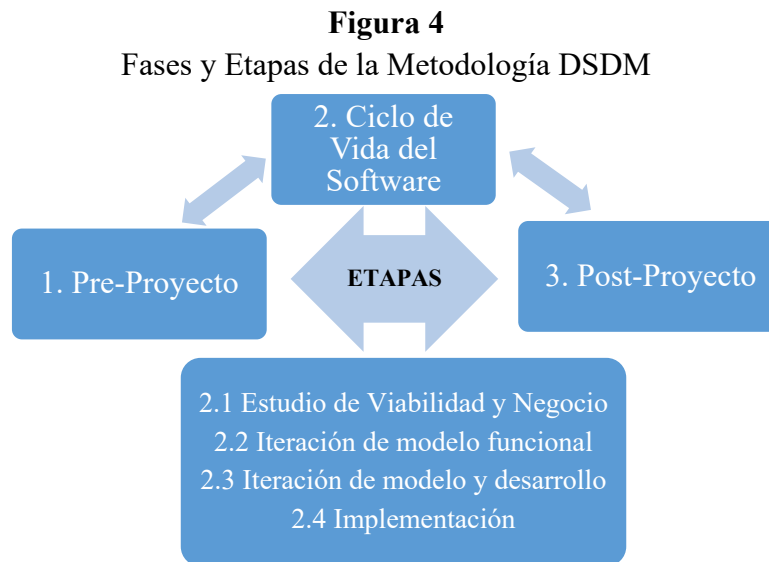 Figura 4
Fases y Etapas de la Metodología DSDM
2. Ciclo de
Vida del
Software
1. Pre-Proyecto
ETAPAS
3. Post-Proyecto
2.1 Estudio de Viabilidad y Negocio
2.2 Iteración de modelo funcional
2.3 Iteración de modelo y desarrollo
2.4 Implementación